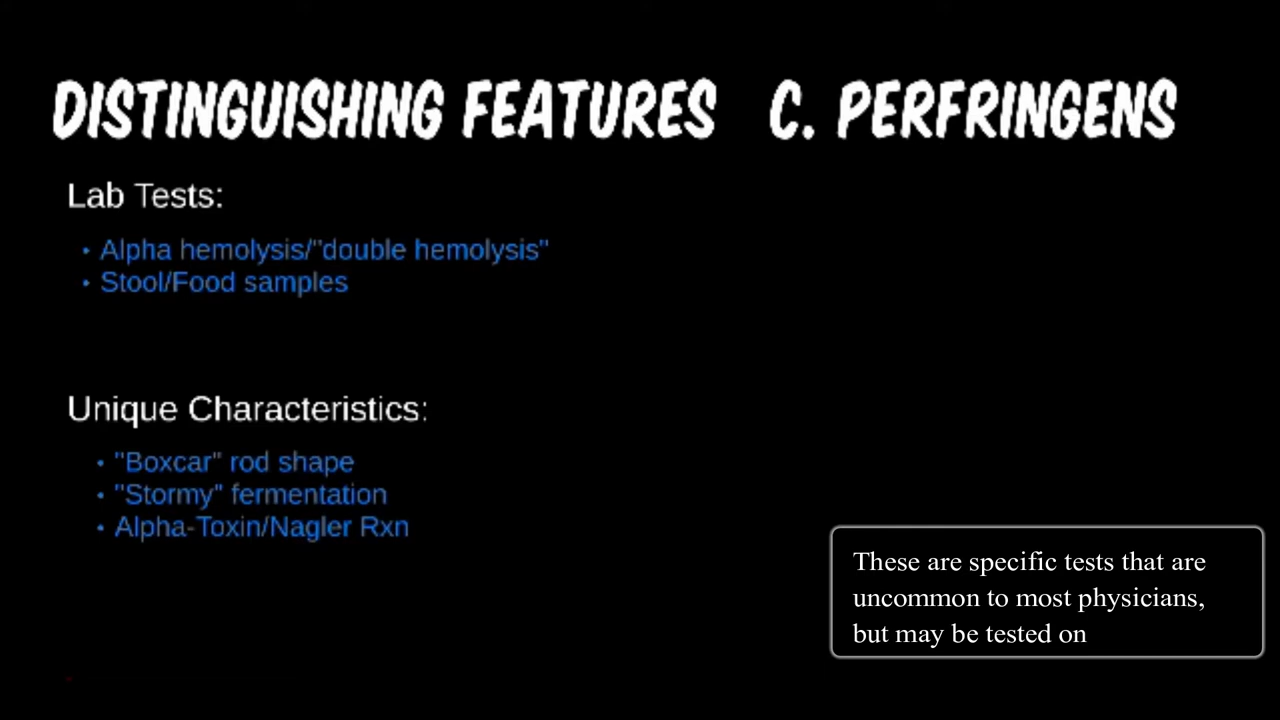 DISTINGUISHING FEATURES C. PERFRINGENS
Lab Tests:
• Alpha hemolysis/"double hemolysis"
• Stool/Food samples
Unique Characteristics:
• "Boxcar" rod shape
• "Stormy" fermentation
• Alpha-Toxin/Nagler Rxn
These are specific tests that are
uncommon to most physicians,
but may be tested on